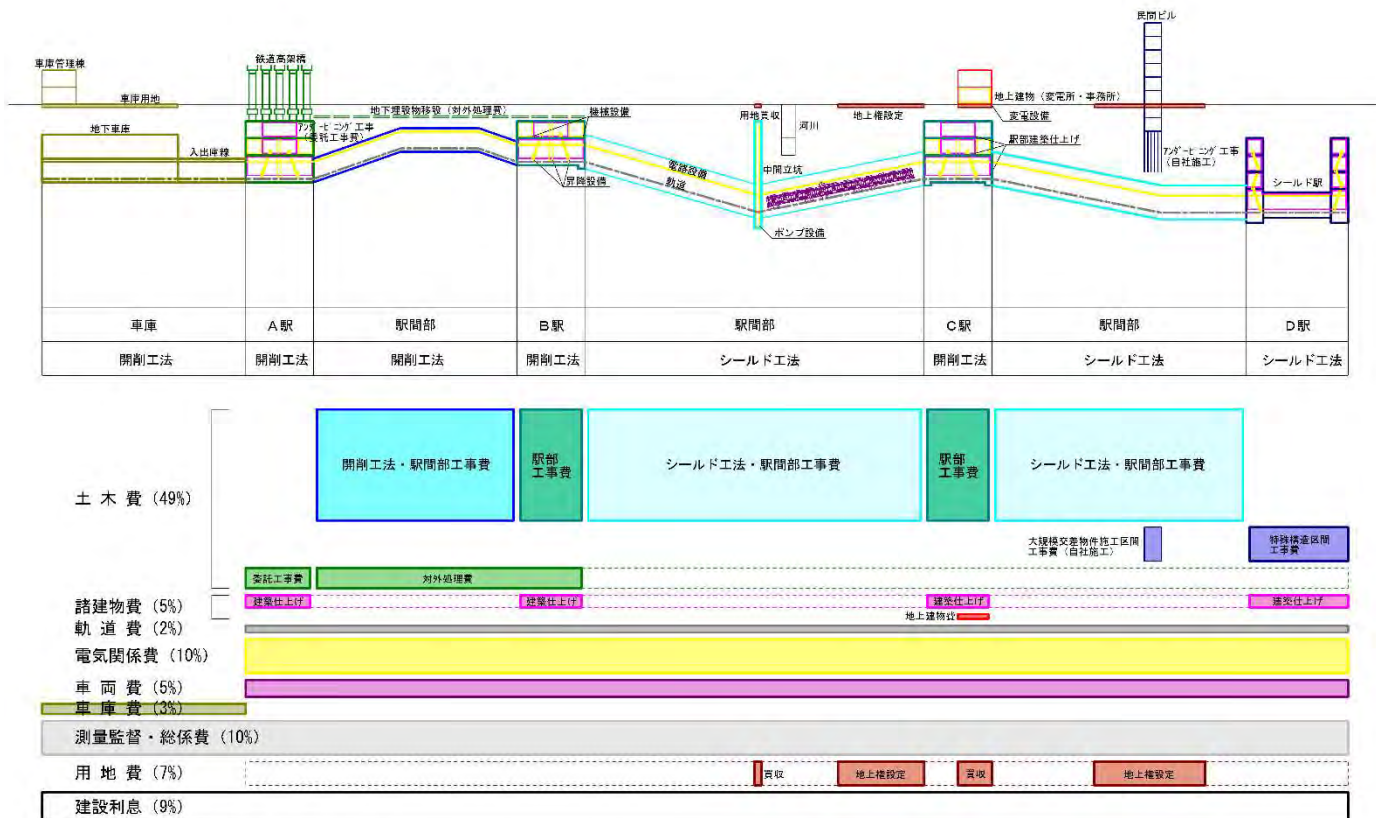 民間ビル
車庫管理棟
鉄道高架橋
車庫用地
地下埋設物移設（対外処理費）
機械設備
用地買収
河川
地上権設定
地上建物（変電所・事務所）
変電設備
地下車庫
アンダーピニング工事
（委託工事費）
入出庫線
昇降設備
電路設備
軌道
中間立坑
ポンプ設備
駅部建築仕上げ
アンダーピニング工事
（自社施工）
シールド駅
車庫
A駅
駅間部
B駅
駅間部
C駅
駅間部
D駅
開削工法
開削工法
開削工法
開削工法
シールド工法
開削工法
シールド工法
シールド工法
土木費（49%）
開削工法・駅間部工事費
駅部
工事費
シールド工法・駅間部工事費
駅部
工事費
シールド工法・駅間部工事費
大規模交差物件施工区間
工事費（自社施工）
特殊構造区間
工事費
委託工事費
対外処理費
諸建物費（5%）
建築仕上げ
建築仕上げ
建築仕上げ
建築仕上げ
地上建物費
軌道費（2%）
電気関係費（10%）
車両費（5%）
車庫費（3%）
測量監督・総係費（10%）
用地費（7%）
買収
地上権設定
買収
地上権設定
建設利息（9%）